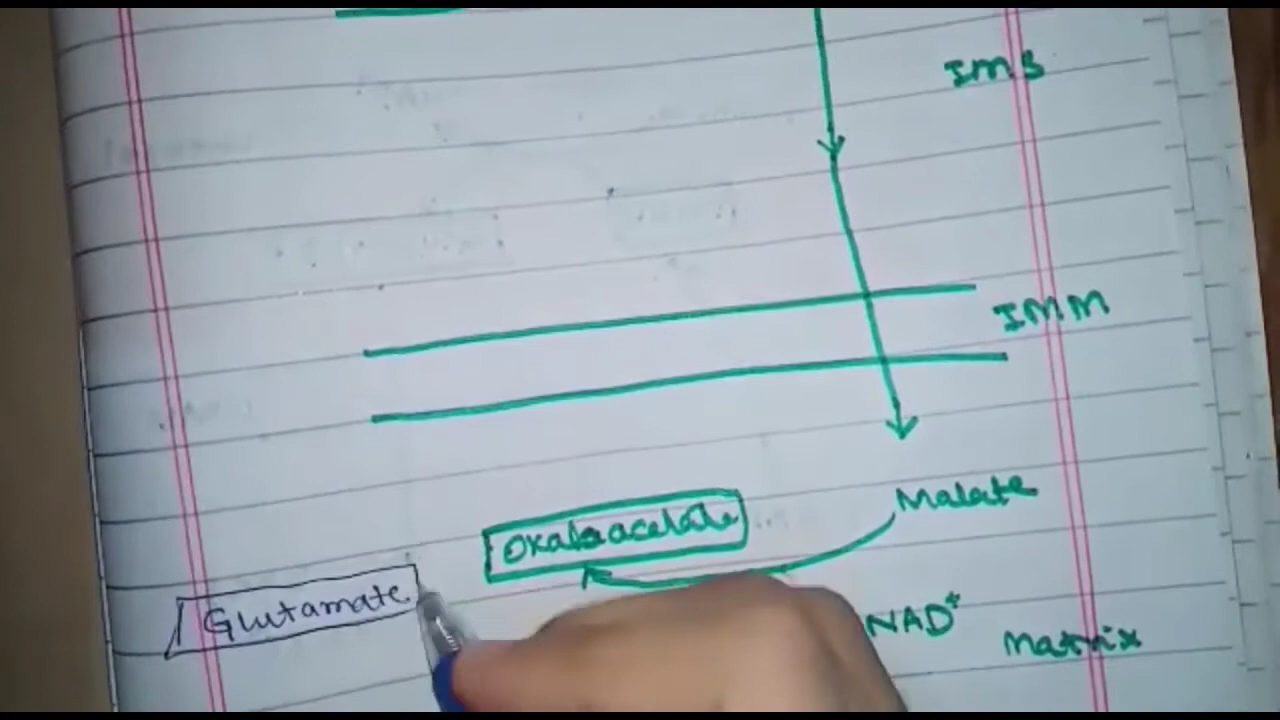 IMS
IMM
Malate
Oxaloacetate
Glutamate
NAD+
Matrix